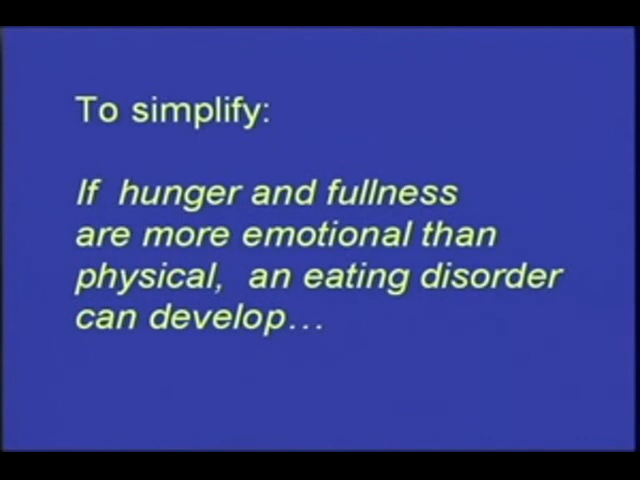 To simplify:
If hunger and fullness
are more emotional than
physical, an eating disorder
can develop…